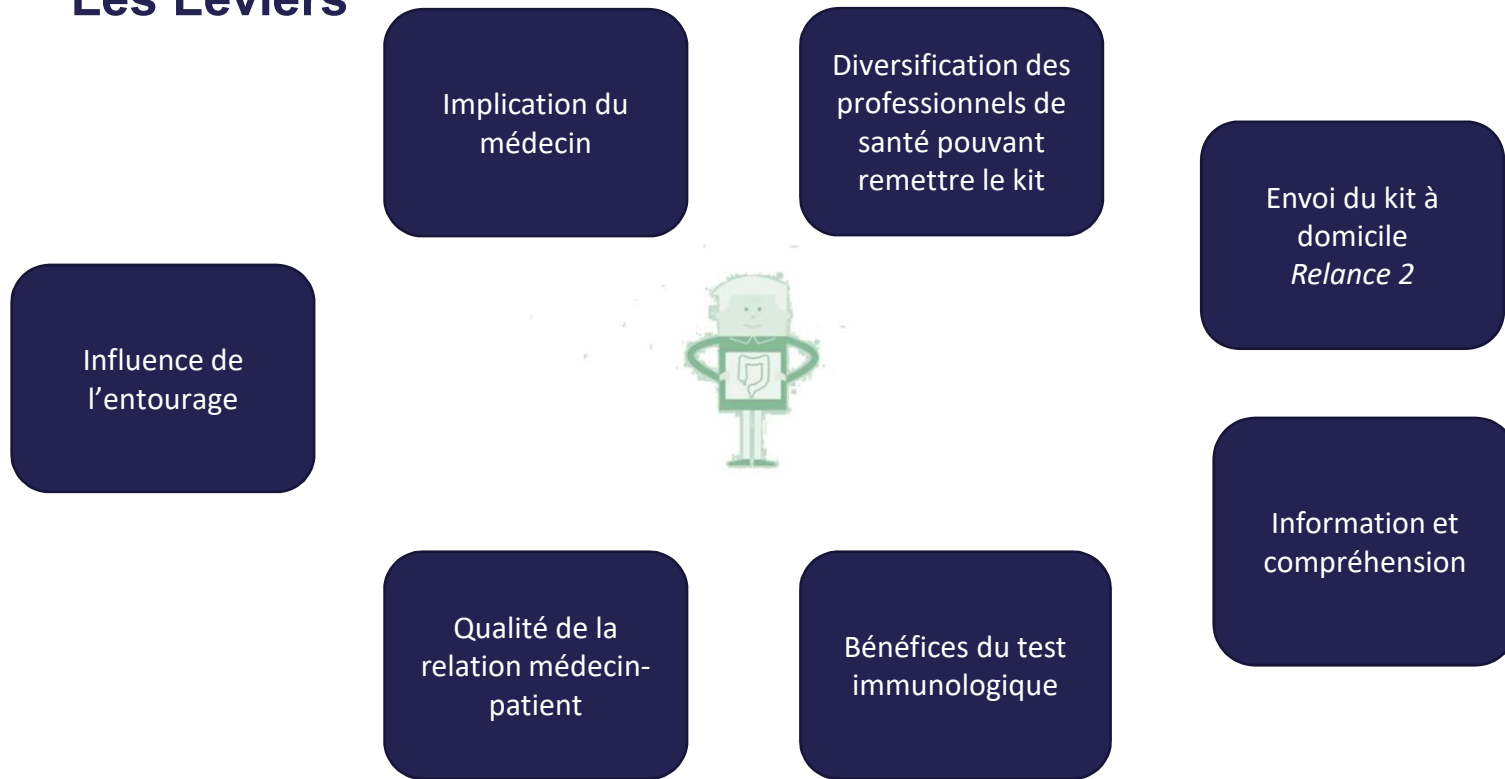 Les Leviers
Implication du
médecin
Diversification des
professionnels de
santé pouvant
remettre le kit
Envoi du kit à
domicile
Relance 2
Influence de
l’entourage
Information et
compréhension
Qualité de la
relation médecin-
patient
Bénéfices du test
immunologique